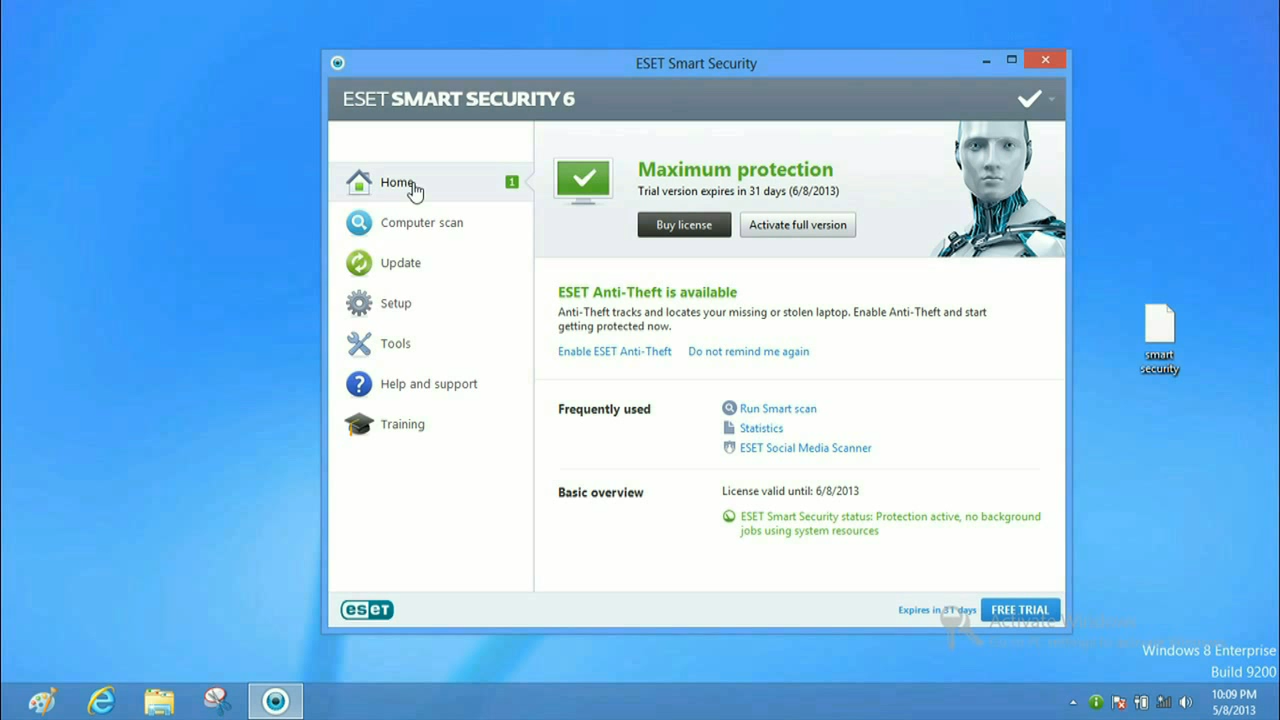 ESET Smart Security
ESET SMART SECURITY 6
Home
1
Computer scan
Update
Setup
Tools
Help and support
Training
Maximum protection
Trial version expires in 31 days (6/8/2013)
Buy license
Activate full version
ESET Anti-Theft is available
Anti-Theft tracks and locates your missing or stolen laptop. Enable Anti-Theft and start
getting protected now.
Enable ESET Anti-Theft
Do not remind me again
Frequently used
Run Smart scan
Statistics
ESET Social Media Scanner
Basic overview
License valid until: 6/8/2013
ESET Smart Security status: Protection active, no background
jobs using system resources
eseT
Expires in 31 days
FREE TRIAL
Activate Windows
smart
security
Windows 8 Enterprise
Build 9200
10:09 PM
5/8/2013